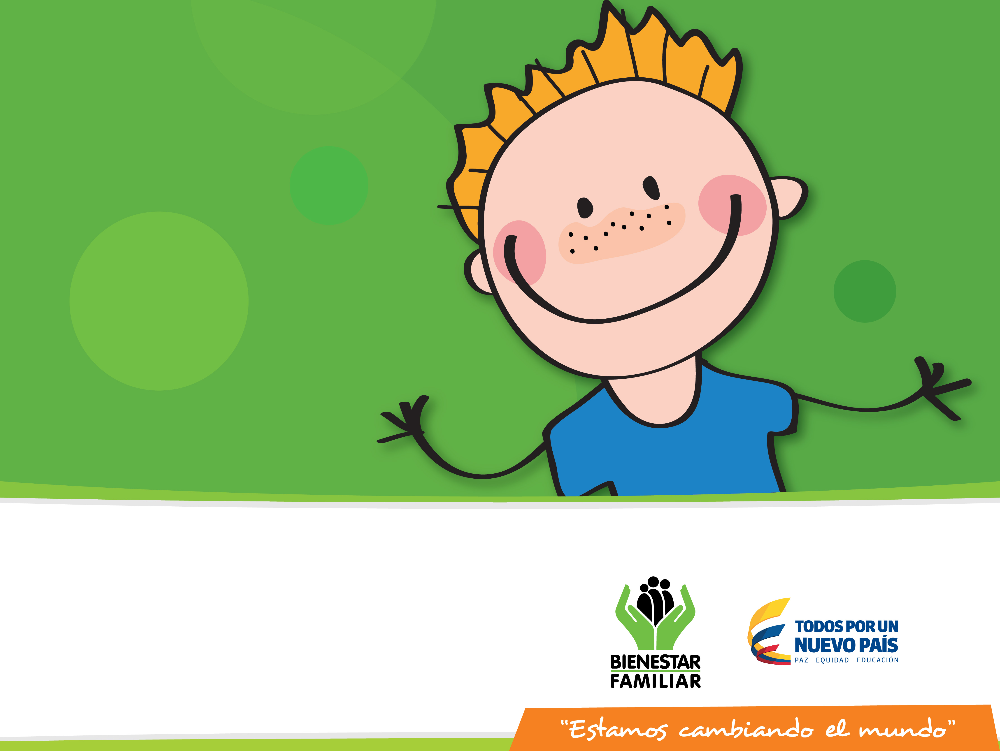 BIENESTAR
FAMILIAR
TODOS POR UN
NUEVO PAÍS
PAZ EQUIDAD EDUCACIÓN
“Estamos cambiando el mundo”